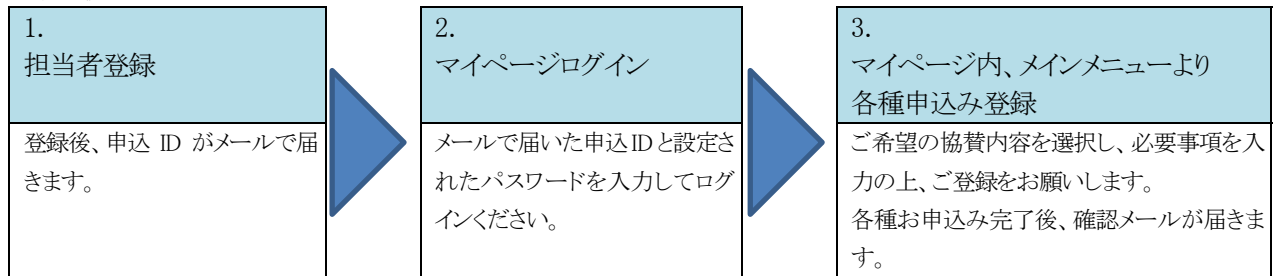 1.
担当者登録
登録後、申込 ID がメールで届
きます。
2.
マイページログイン
メールで届いた申込IDと設定さ
れたパスワードを入力してログ
インください。
3.
マイページ内、メインメニューより
各種申込み登録
ご希望の協賛内容を選択し、必要事項を入
力の上、ご登録をお願いします。
各種お申込み完了後、確認メールが届きま
す。